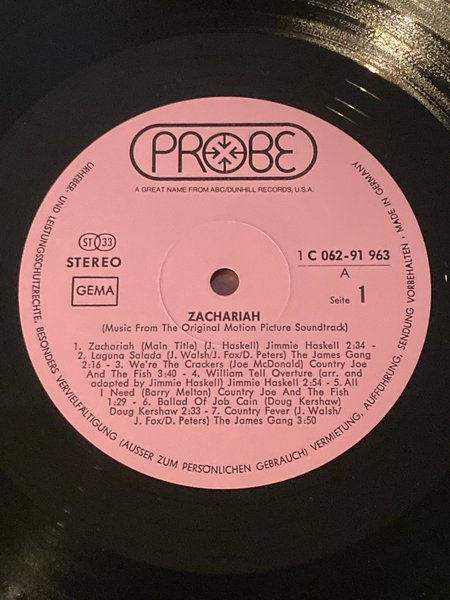 PROBE
A GREAT NAME FROM ABC/DUNHILL RECORDS, U.S.A.
URHEBER- UND LEISTUNGSSCHUTZRECHTE, BESONDERS VERVIELFÄLTIGUNG (AUSSER ZUM PERSÖNLICHEN GEBRAUCH) VERMIETUNG, AUFFÜHRUNG, SENDUNG VORBEHALTEN • MADE IN GERMANY
ST 33
STEREO
GEMA
1 C 062-91 963
A
Seite 1
ZACHARIAH
(Music From The Original Motion Picture Soundtrack)
1. Zachariah (Main Title) (J. Haskell) Jimmie Haskell 2:34 -
2. Laguna Salada (J. Walsh/J. Fox/D. Peters) The James Gang
2:16 - 3. We're The Crackers (Joe McDonald) Country Joe
And The Fish 3:40 - 4. William Tell Overture (arr. and
adapted by Jimmie Haskell) Jimmie Haskell 2:54 - 5. All
I Need (Barry Melton) Country Joe And The Fish
1:29 - 6. Ballad Of Job Cain (Doug Kershaw)
Doug Kershaw 2:33 - 7. Country Fever (J. Walsh/
J. Fox/D. Peters) The James Gang 3:50